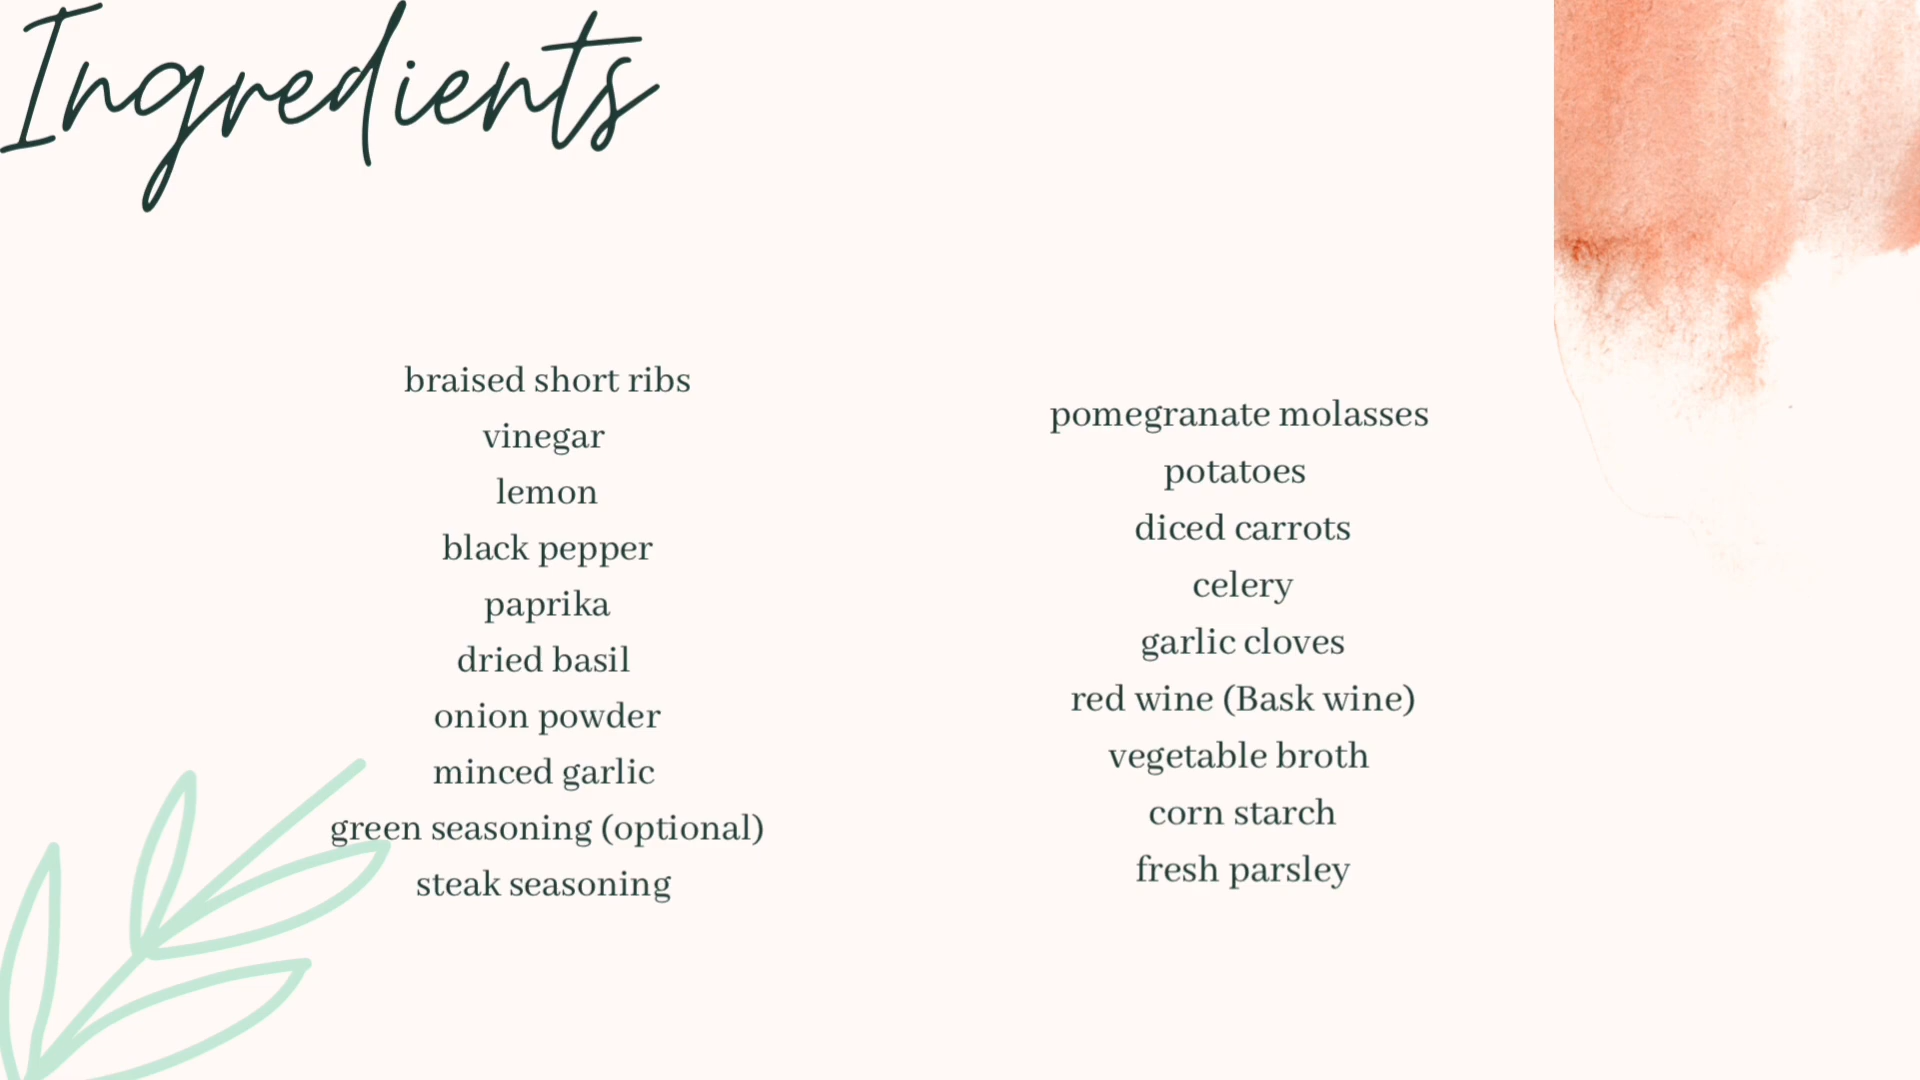 Ingredients
braised short ribs
vinegar
lemon
black pepper
paprika
dried basil
onion powder
minced garlic
green seasoning (optional)
steak seasoning
pomegranate molasses
potatoes
diced carrots
celery
garlic cloves
red wine (Bask wine)
vegetable broth
corn starch
fresh parsley